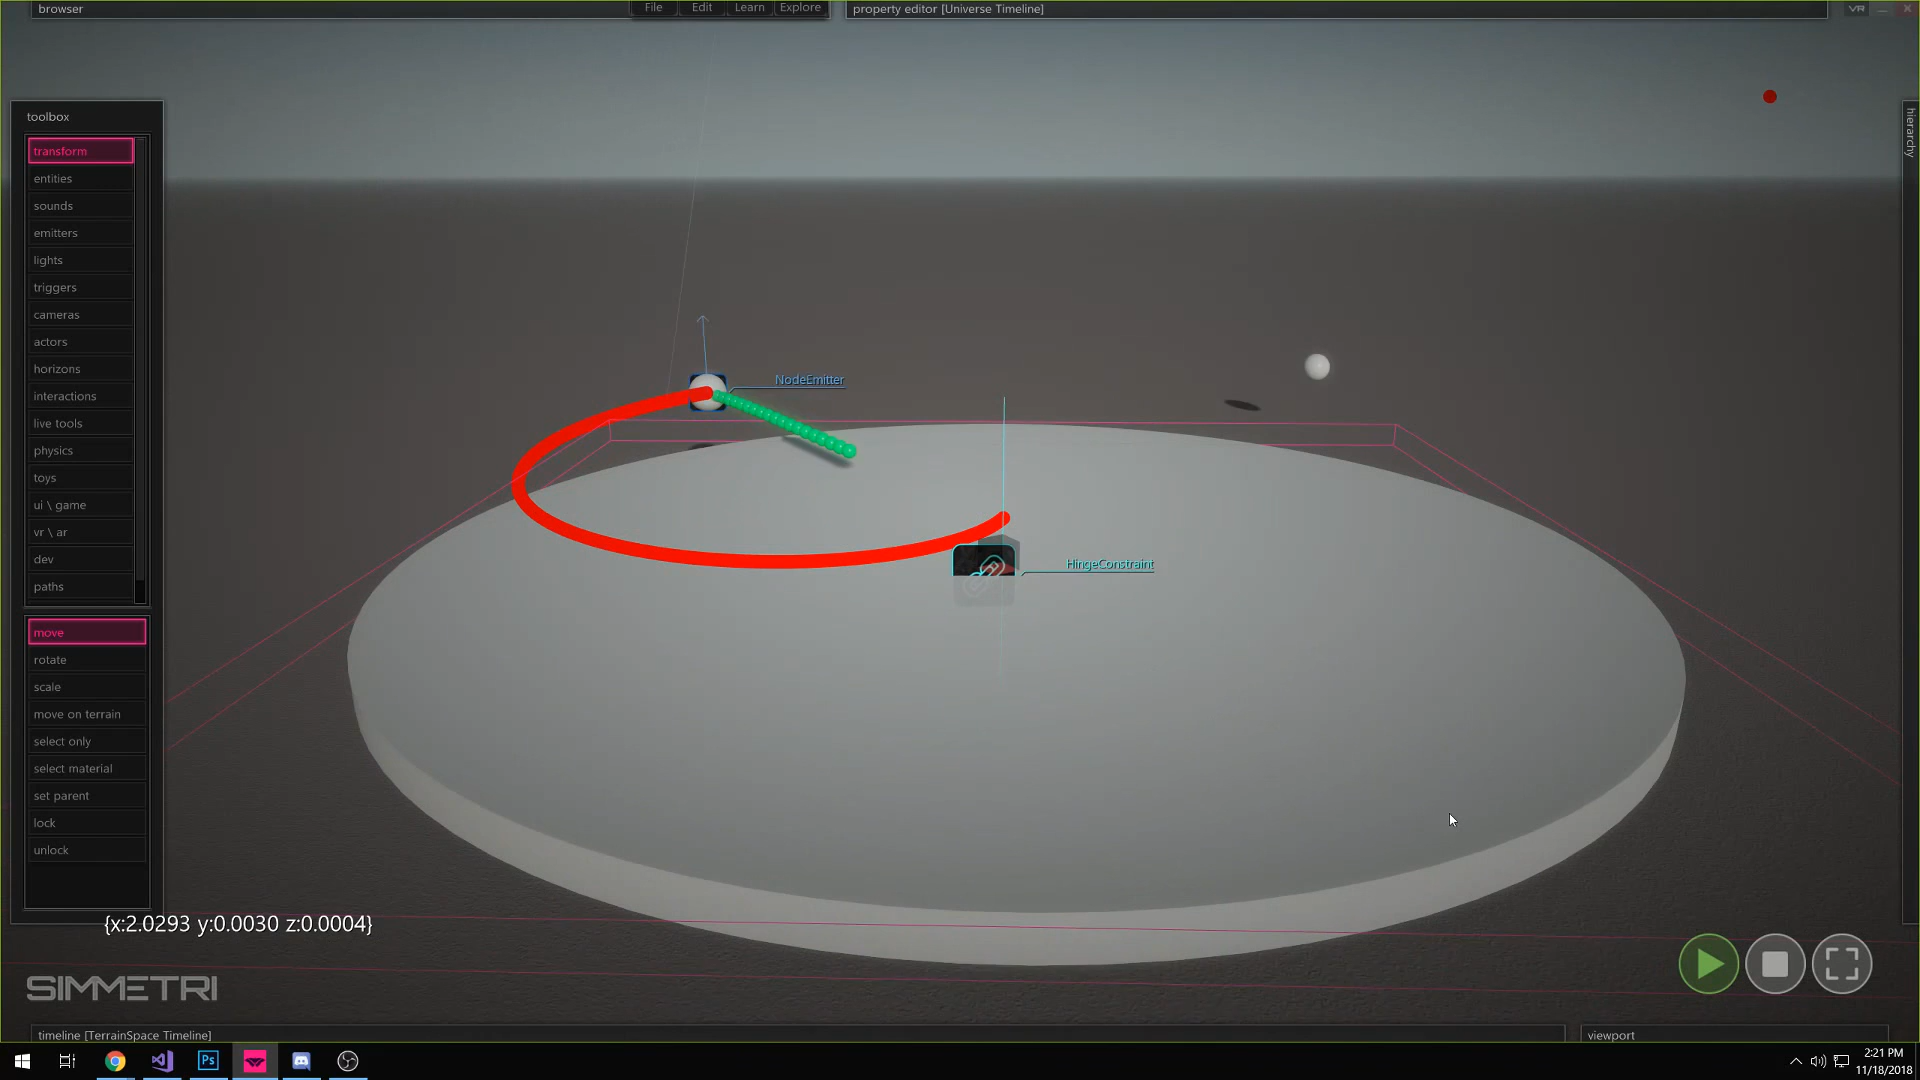 browser
File Edit Learn Explore
property editor [Universe Timeline]
VR
hierarchy
toolbox
transform
entities
sounds
emitters
lights
triggers
cameras
actors
horizons
interactions
live tools
physics
toys
ui \ game
vr \ ar
dev
paths
move
rotate
scale
move on terrain
select only
select material
set parent
lock
unlock
NodeEmitter
HingeConstraint
{x:2.0293 y:0.0030 z:0.0004}
SIMMETRI
timeline [TerrainSpace Timeline]
viewport
Ps
2:21 PM
11/18/2018